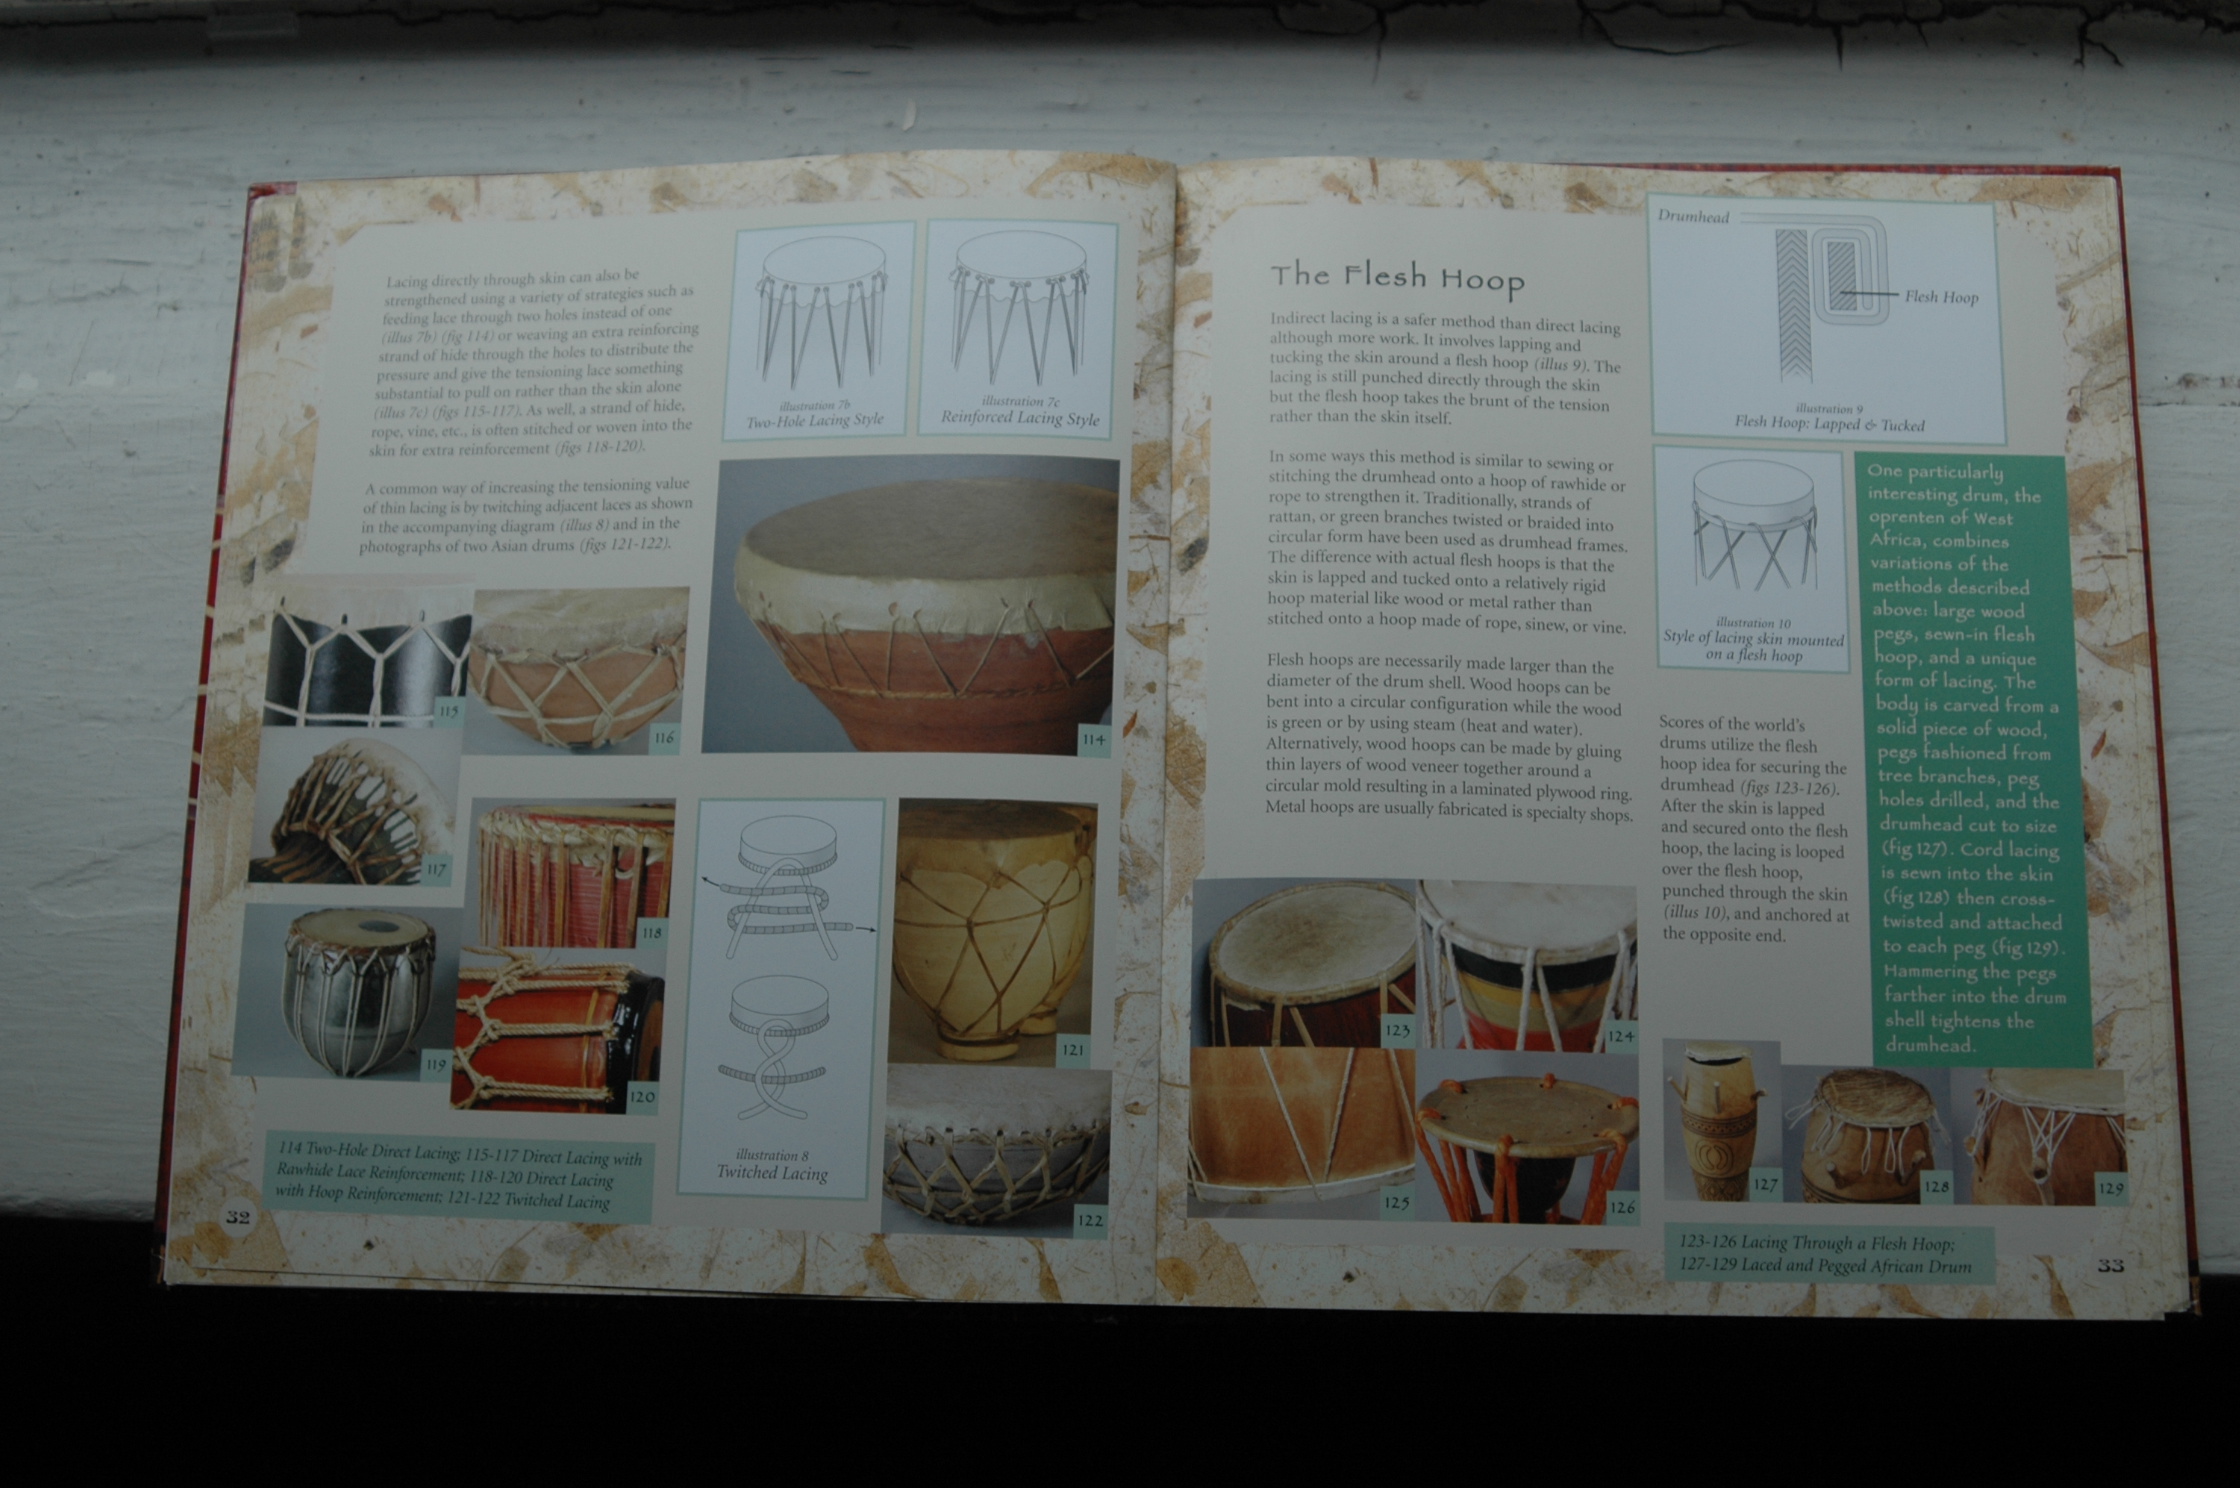 Lacing directly through skin can also be
strengthened using a variety of strategies such as
feeding lace through two holes instead of one
(illus 7b) (fig 114) or weaving an extra reinforcing
strand of hide through the holes to distribute the
pressure and give the tensioning lace something
substantial to pull on rather than the skin alone
(illus 7c) (figs 115-117). As well, a strand of hide,
rope, vine, etc., is often stitched or woven into the
skin for extra reinforcement (figs 118-120).
A common way of increasing the tensioning value
of thin lacing is by twitching adjacent laces as shown
in the accompanying diagram (illus 8) and in the
photographs of two Asian drums (figs 121-122).
illustration 7b
Two-Hole Lacing Style
illustration 7c
Reinforced Lacing Style
115
116
114
117
118
119
120
illustration 8
Twitched Lacing
121
122
114 Two-Hole Direct Lacing; 115-117 Direct Lacing with
Rawhide Lace Reinforcement; 118-120 Direct Lacing
with Hoop Reinforcement; 121-122 Twitched Lacing
32
The Flesh Hoop
Indirect lacing is a safer method than direct lacing
although more work. It involves lapping and
tucking the skin around a flesh hoop (illus 9). The
lacing is still punched directly through the skin
but the flesh hoop takes the brunt of the tension
rather than the skin itself.
In some ways this method is similar to sewing or
stitching the drumhead onto a hoop of rawhide or
rope to strengthen it. Traditionally, strands of
rattan, or green branches twisted or braided into
circular form have been used as drumhead frames.
The difference with actual flesh hoops is that the
skin is lapped and tucked onto a relatively rigid
hoop material like wood or metal rather than
stitched onto a hoop made of rope, sinew, or vine.
Flesh hoops are necessarily made larger than the
diameter of the drum shell. Wood hoops can be
bent into a circular configuration while the wood
is green or by using steam (heat and water).
Alternatively, wood hoops can be made by gluing
thin layers of wood veneer together around a
circular mold resulting in a laminated plywood ring.
Metal hoops are usually fabricated is specialty shops.
Drumhead
Flesh Hoop
illustration 9
Flesh Hoop: Lapped & Tucked
illustration 10
Style of lacing skin mounted
on a flesh hoop
Scores of the world's
drums utilize the flesh
hoop idea for securing the
drumhead (figs 123-126).
After the skin is lapped
and secured onto the flesh
hoop, the lacing is looped
over the flesh hoop,
punched through the skin
(illus 10), and anchored at
the opposite end.
One particularly
interesting drum, the
oprenten of West
Africa, combines
variations of the
methods described
above: large wood
pegs, sewn-in flesh
hoop, and a unique
form of lacing. The
body is carved from a
solid piece of wood,
pegs fashioned from
tree branches, peg
holes drilled, and the
drumhead cut to size
(fig 127). Cord lacing
is sewn into the skin
(fig 128) then cross-
twisted and attached
to each peg (fig 129).
Hammering the pegs
farther into the drum
shell tightens the
drumhead.
123
124
125
126
127
128
129
123-126 Lacing Through a Flesh Hoop;
127-129 Laced and Pegged African Drum
33